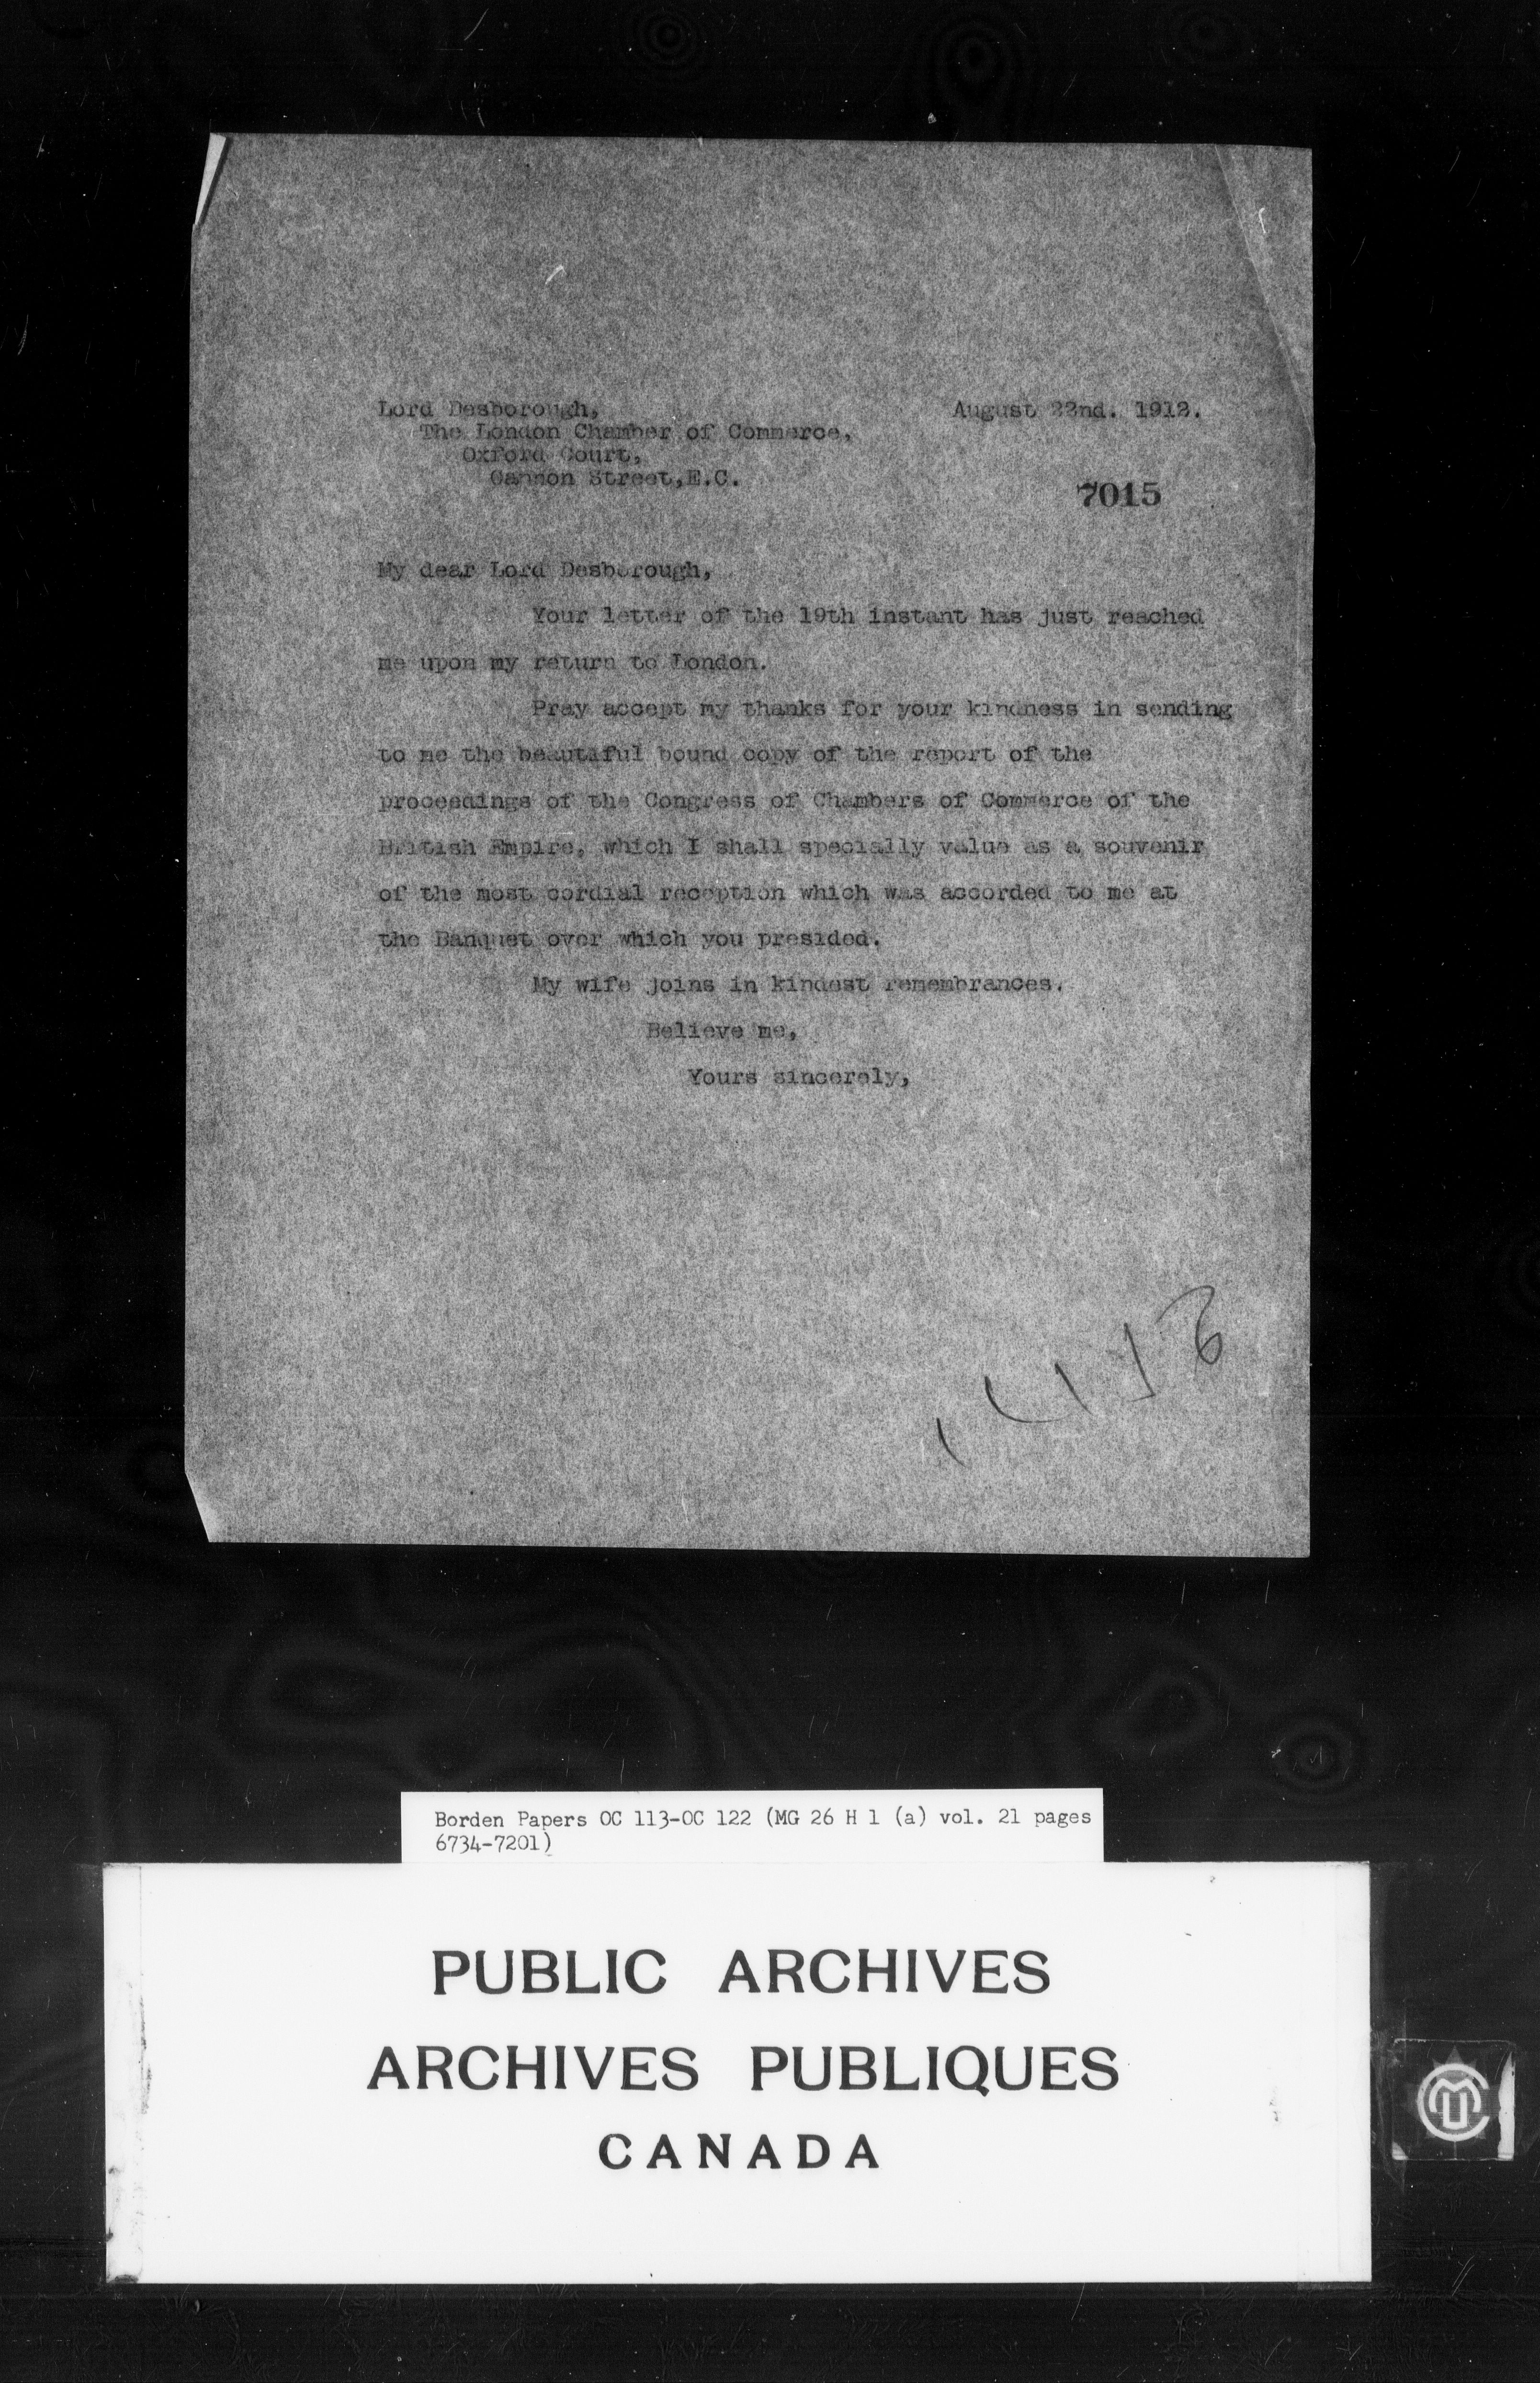 Lord Desborough,
August 22nd. 1912.
The London Chamber of Commerce,
Oxford Court,
Cannon Street,E.C.
7015
My dear Lord Desborough,
Your letter of the 19th instant has just reached
me upon my return to London.
Pray accept my thanks for your kindness in sending
to me the beautiful bound copy of the report of the
proceedings of the Congress of Chambers of Commerce of the
British Empire, which I shall specially value as a souvenir
of the most cordial reception which was accorded to me at
the Banquet over which you presided.
My wife joins in kindest remembrances.
Believe me,
Yours sincerely,
Borden Papers OC 113-OC 122 (MG 26 H 1 (a) vol. 21 pages
6734-7201)
PUBLIC ARCHIVES
ARCHIVES PUBLIQUES
CANADA